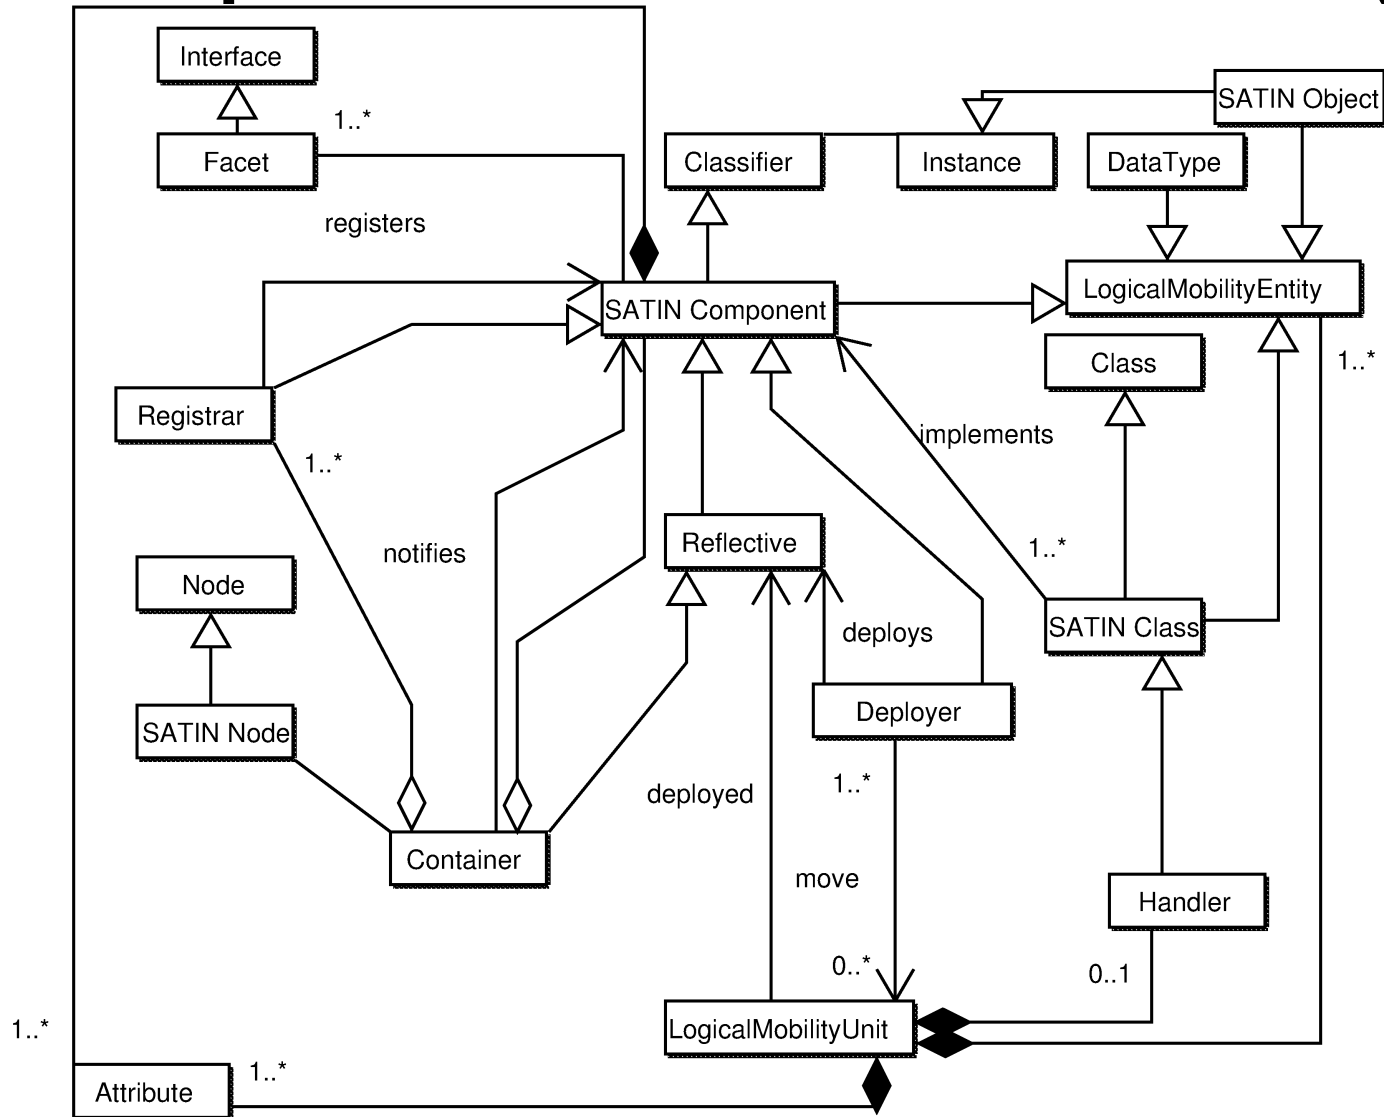 Interface
SATIN Object
1..*
Facet
Classifier
Instance
DataType
registers
LogicalMobilityEntity
SATIN Component
Class
1..*
Registrar
implements
1..*
notifies
Reflective
1..*
Node
deploys
SATIN Class
Deployer
SATIN Node
1..*
deployed
Container
move
Handler
0..*
0..1
LogicalMobilityUnit
1..*
1..*
Attribute